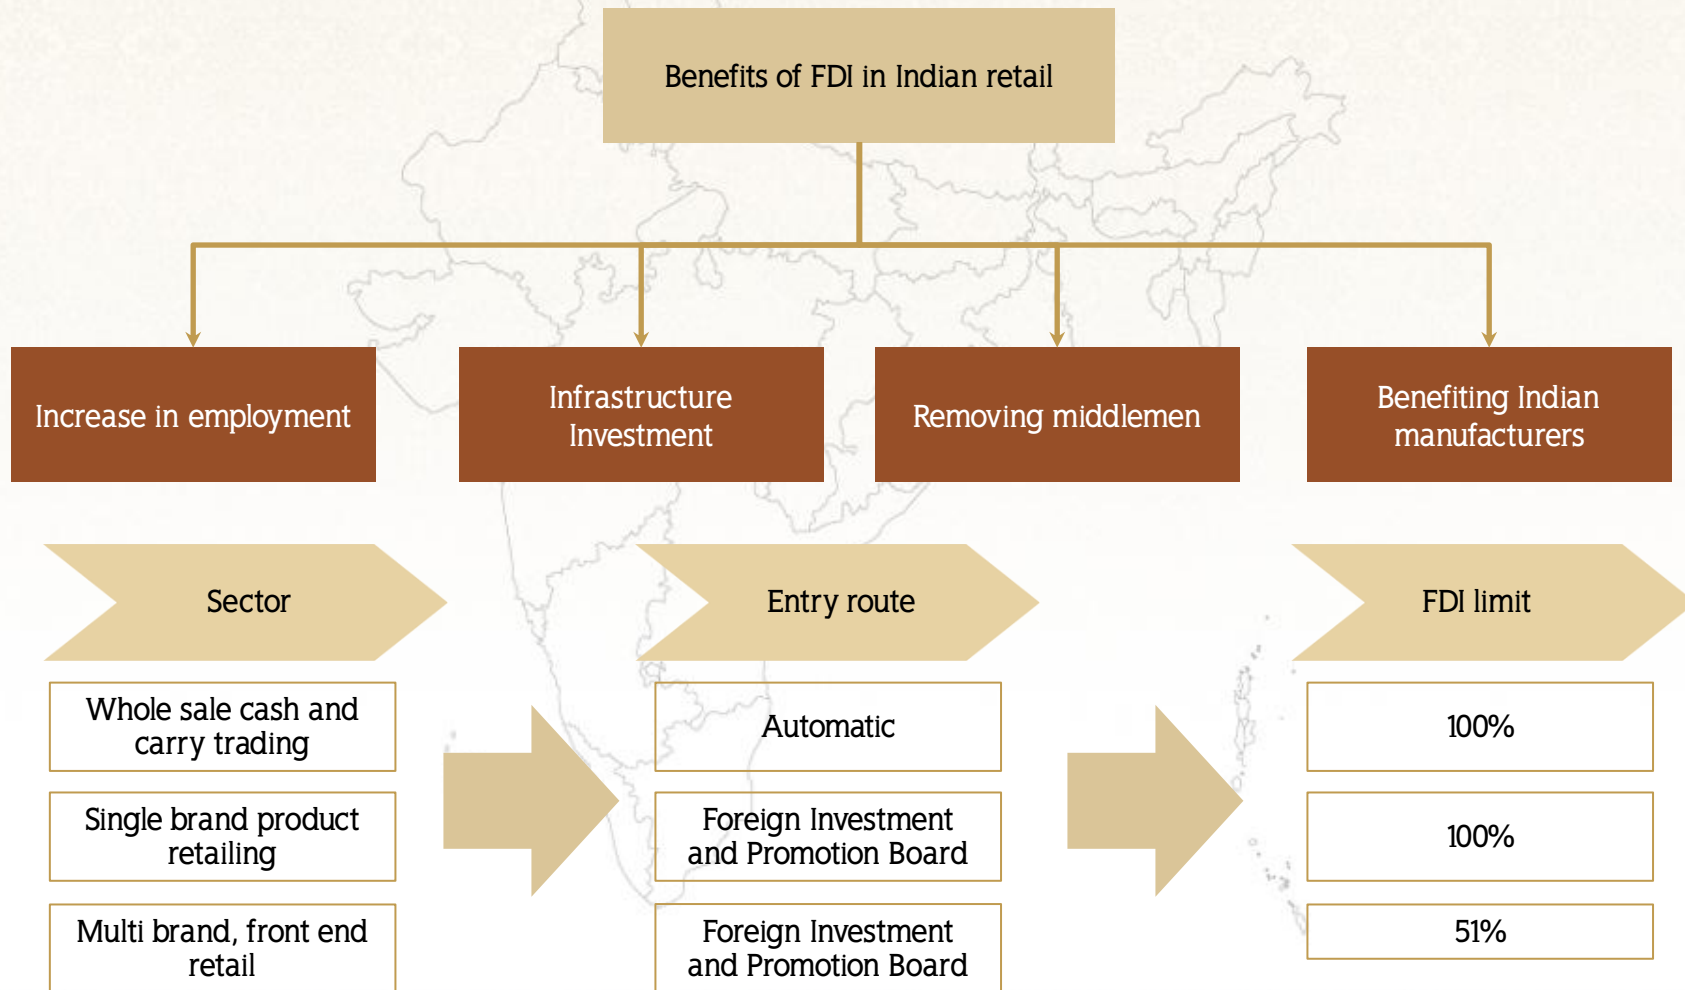 Benefits of FDI in Indian retail
Increase in employment
Infrastructure
Investment
Removing middlemen
Benefiting Indian
manufacturers
Sector
Entry route
FDI limit
Whole sale cash and
carry trading
Automatic
100%
Single brand product
retailing
Foreign Investment
and Promotion Board
100%
Multi brand, front end
retail
Foreign Investment
and Promotion Board
51%